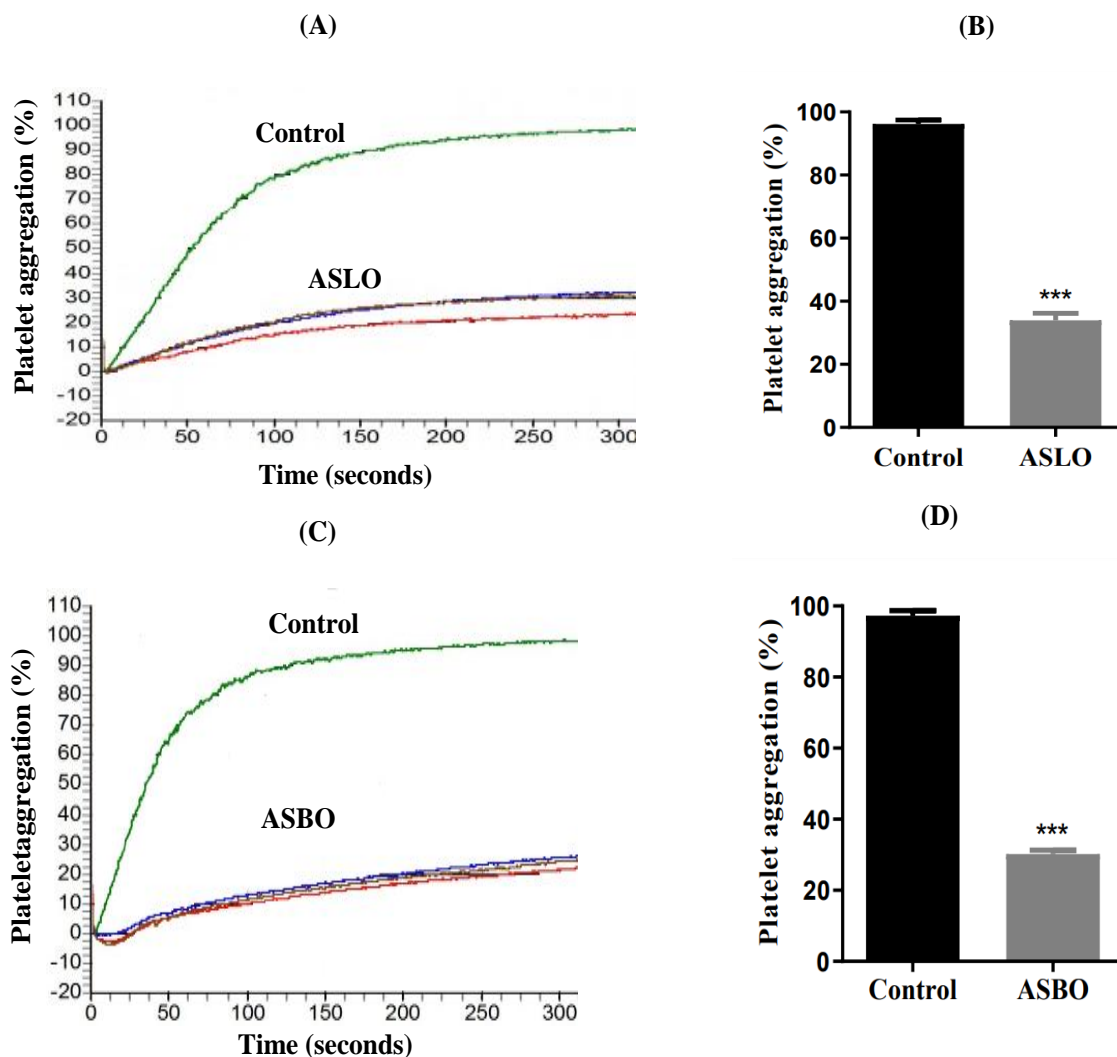 (A)
Platelet aggregation (%)
110
100
90
80
70
60
50
40
30
20
10
0
-10
-20
Control
ASLO
0 50 100 150 200 250 300
Time (seconds)
(B)
Platelet aggregation (%)
100
80
60
40
20
0
***
Control ASLO
(C)
Plateletaggregation (%)
110
100
90
80
70
60
50
40
30
20
10
0
-10
-20
Control
ASBO
0 50 100 150 200 250 300
Time (seconds)
(D)
Platelet aggregation (%)
100
80
60
40
20
0
***
Control ASBO